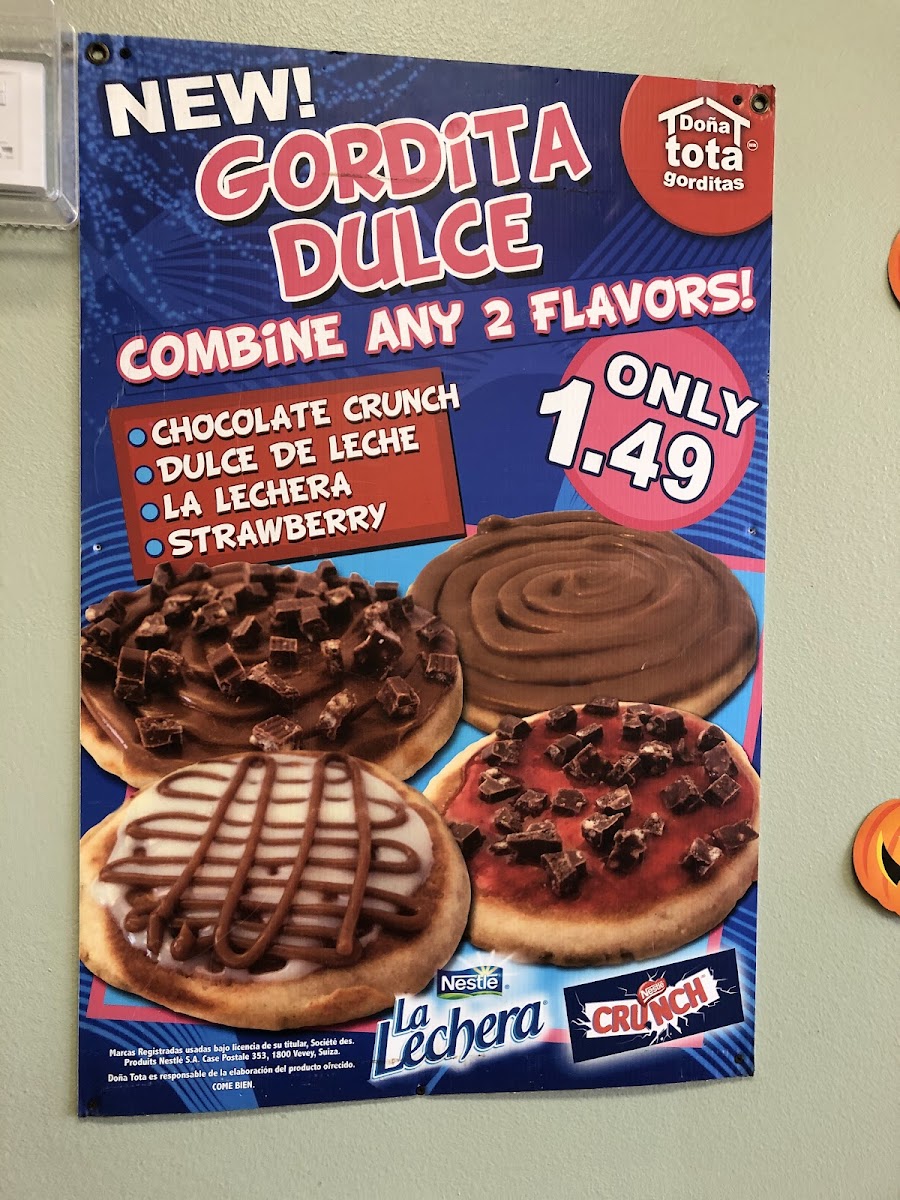 NEW!
GORDITA
DULCE
Doña
tota
gorditas
COMBINE ANY 2 FLAVORS!
ONLY
1.49
• CHOCOLATE CRUNCH
• DULCE DE LECHE
• LA LECHERA
• STRAWBERRY
Nestlé
La
Lechera
Nestlé
CRUNCH
Marcas Registradas usadas bajo licencia de su titular, Société des.
Produits Nestlé S.A. Case Postale 353, 1800 Vevey, Suiza.
Doña Tota es responsable de la elaboración del producto ofrecido.
COME BIEN.